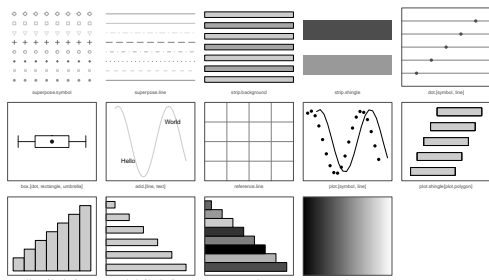 superpose.symbol
superpose.line
strip.background
strip.shingle
dot.[symbol, line]
World
Hello
box.[dot, rectangle, umbrella]
add.[line, text]
reference.line
plot.[symbol, line]
plot.shingle[plot.polygon]